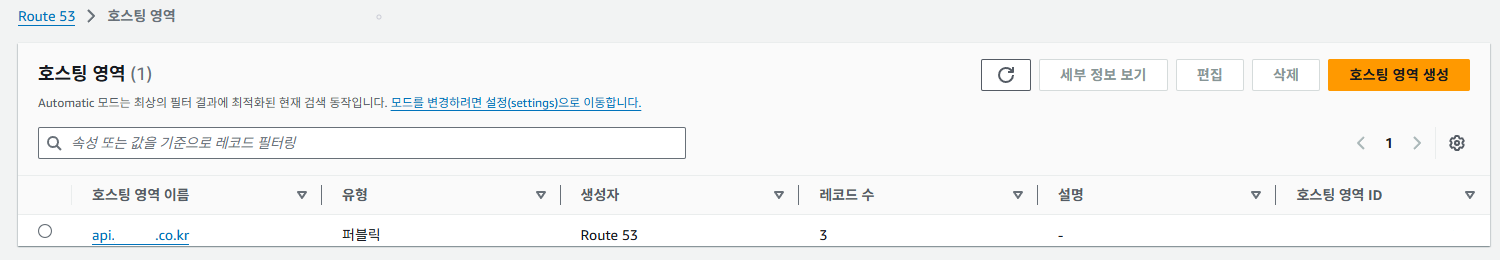 Route 53 > 호스팅 영역
호스팅 영역 (1)
세부 정보 보기 편집 삭제 호스팅 영역 생성
Automatic 모드는 최상의 필터 결과에 최적화된 현재 검색 동작입니다. 모드를 변경하려면 설정(settings)으로 이동합니다.
속성 또는 값을 기준으로 레코드 필터링
1
호스팅 영역 이름 유형 생성자 레코드 수 설명 호스팅 영역 ID
api. .co.kr 퍼블릭 Route 53 3 -